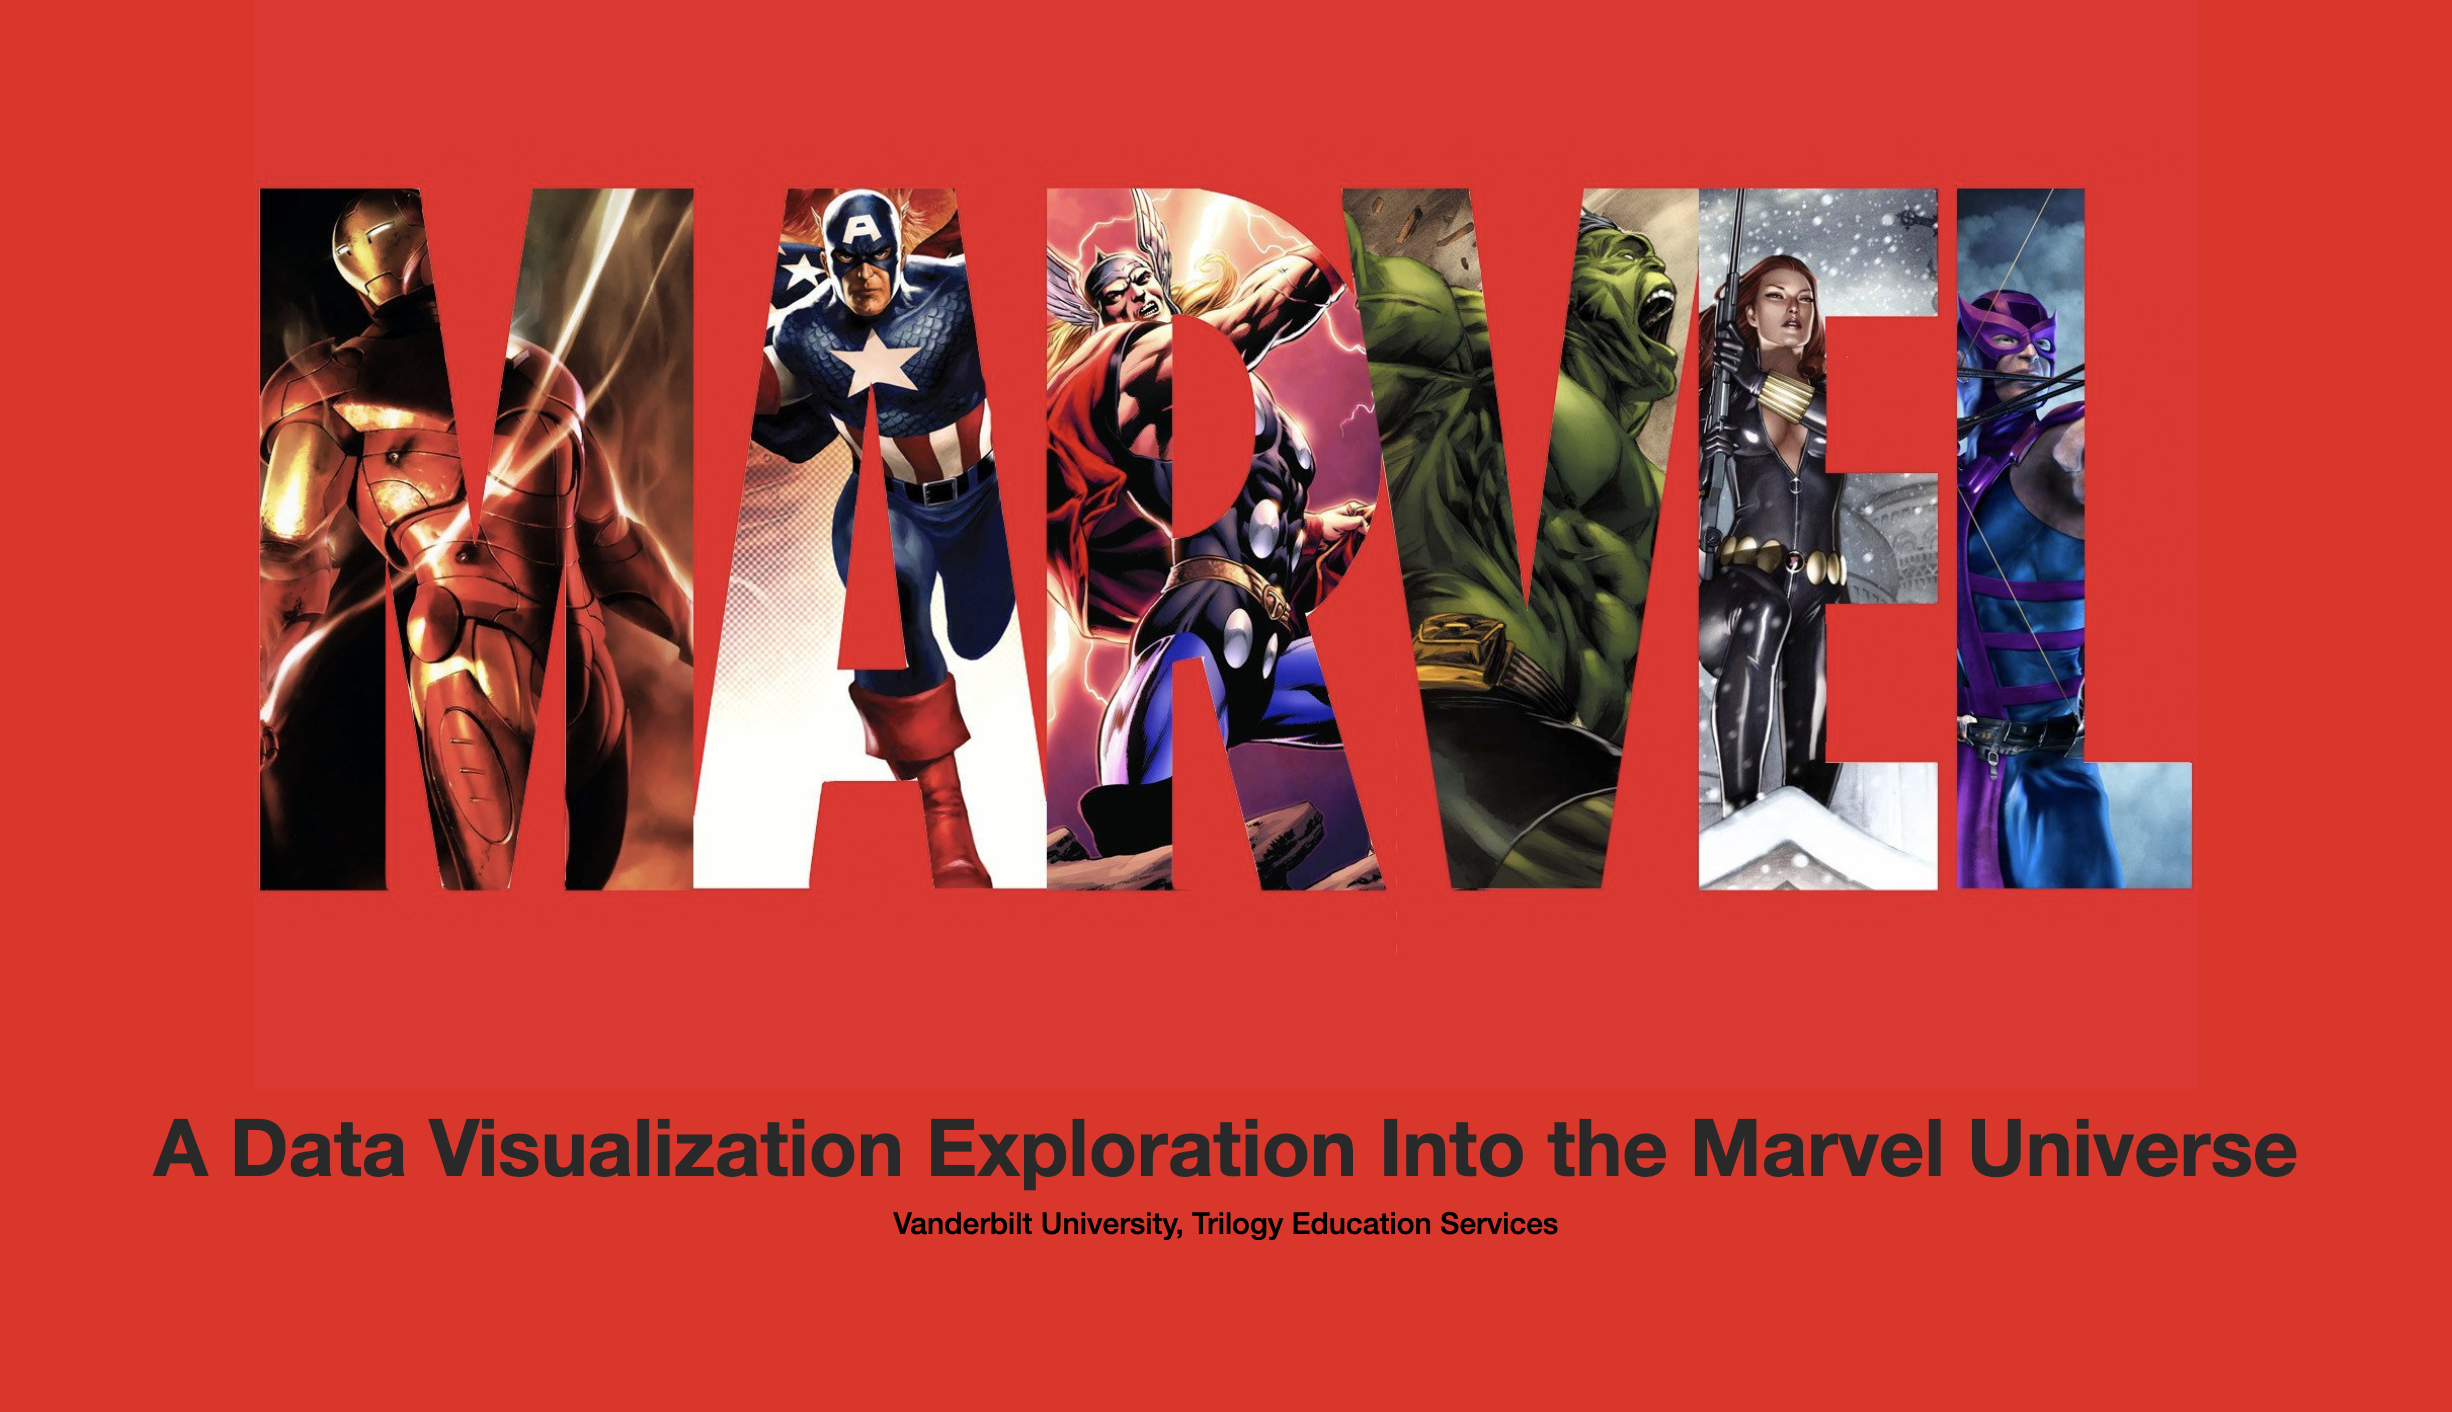 MARVEL
A
A Data Visualization Exploration Into the Marvel Universe
Vanderbilt University, Trilogy Education Services